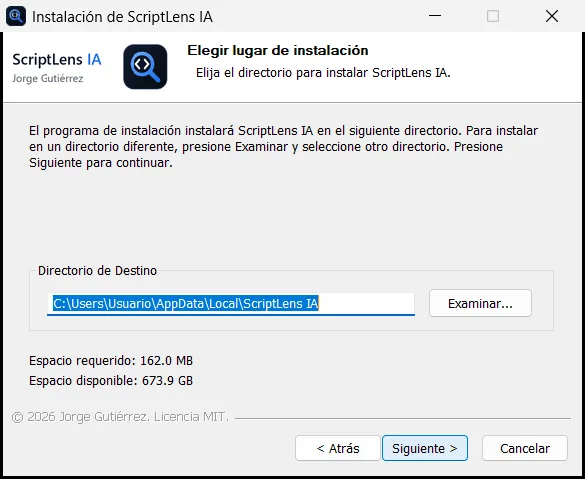 Instalación de ScriptLens IA
ScriptLens IA
Jorge Gutiérrez
Elegir lugar de instalación
Elija el directorio para instalar ScriptLens IA.
El programa de instalación instalará ScriptLens IA en el siguiente directorio. Para instalar
en un directorio diferente, presione Examinar y seleccione otro directorio. Presione
Siguiente para continuar.
Directorio de Destino
C:\Users\Usuario\AppData\Local\ScriptLens IA
Examinar...
Espacio requerido: 162.0 MB
Espacio disponible: 673.9 GB
© 2026 Jorge Gutiérrez. Licencia MIT.
< Atrás
Siguiente >
Cancelar